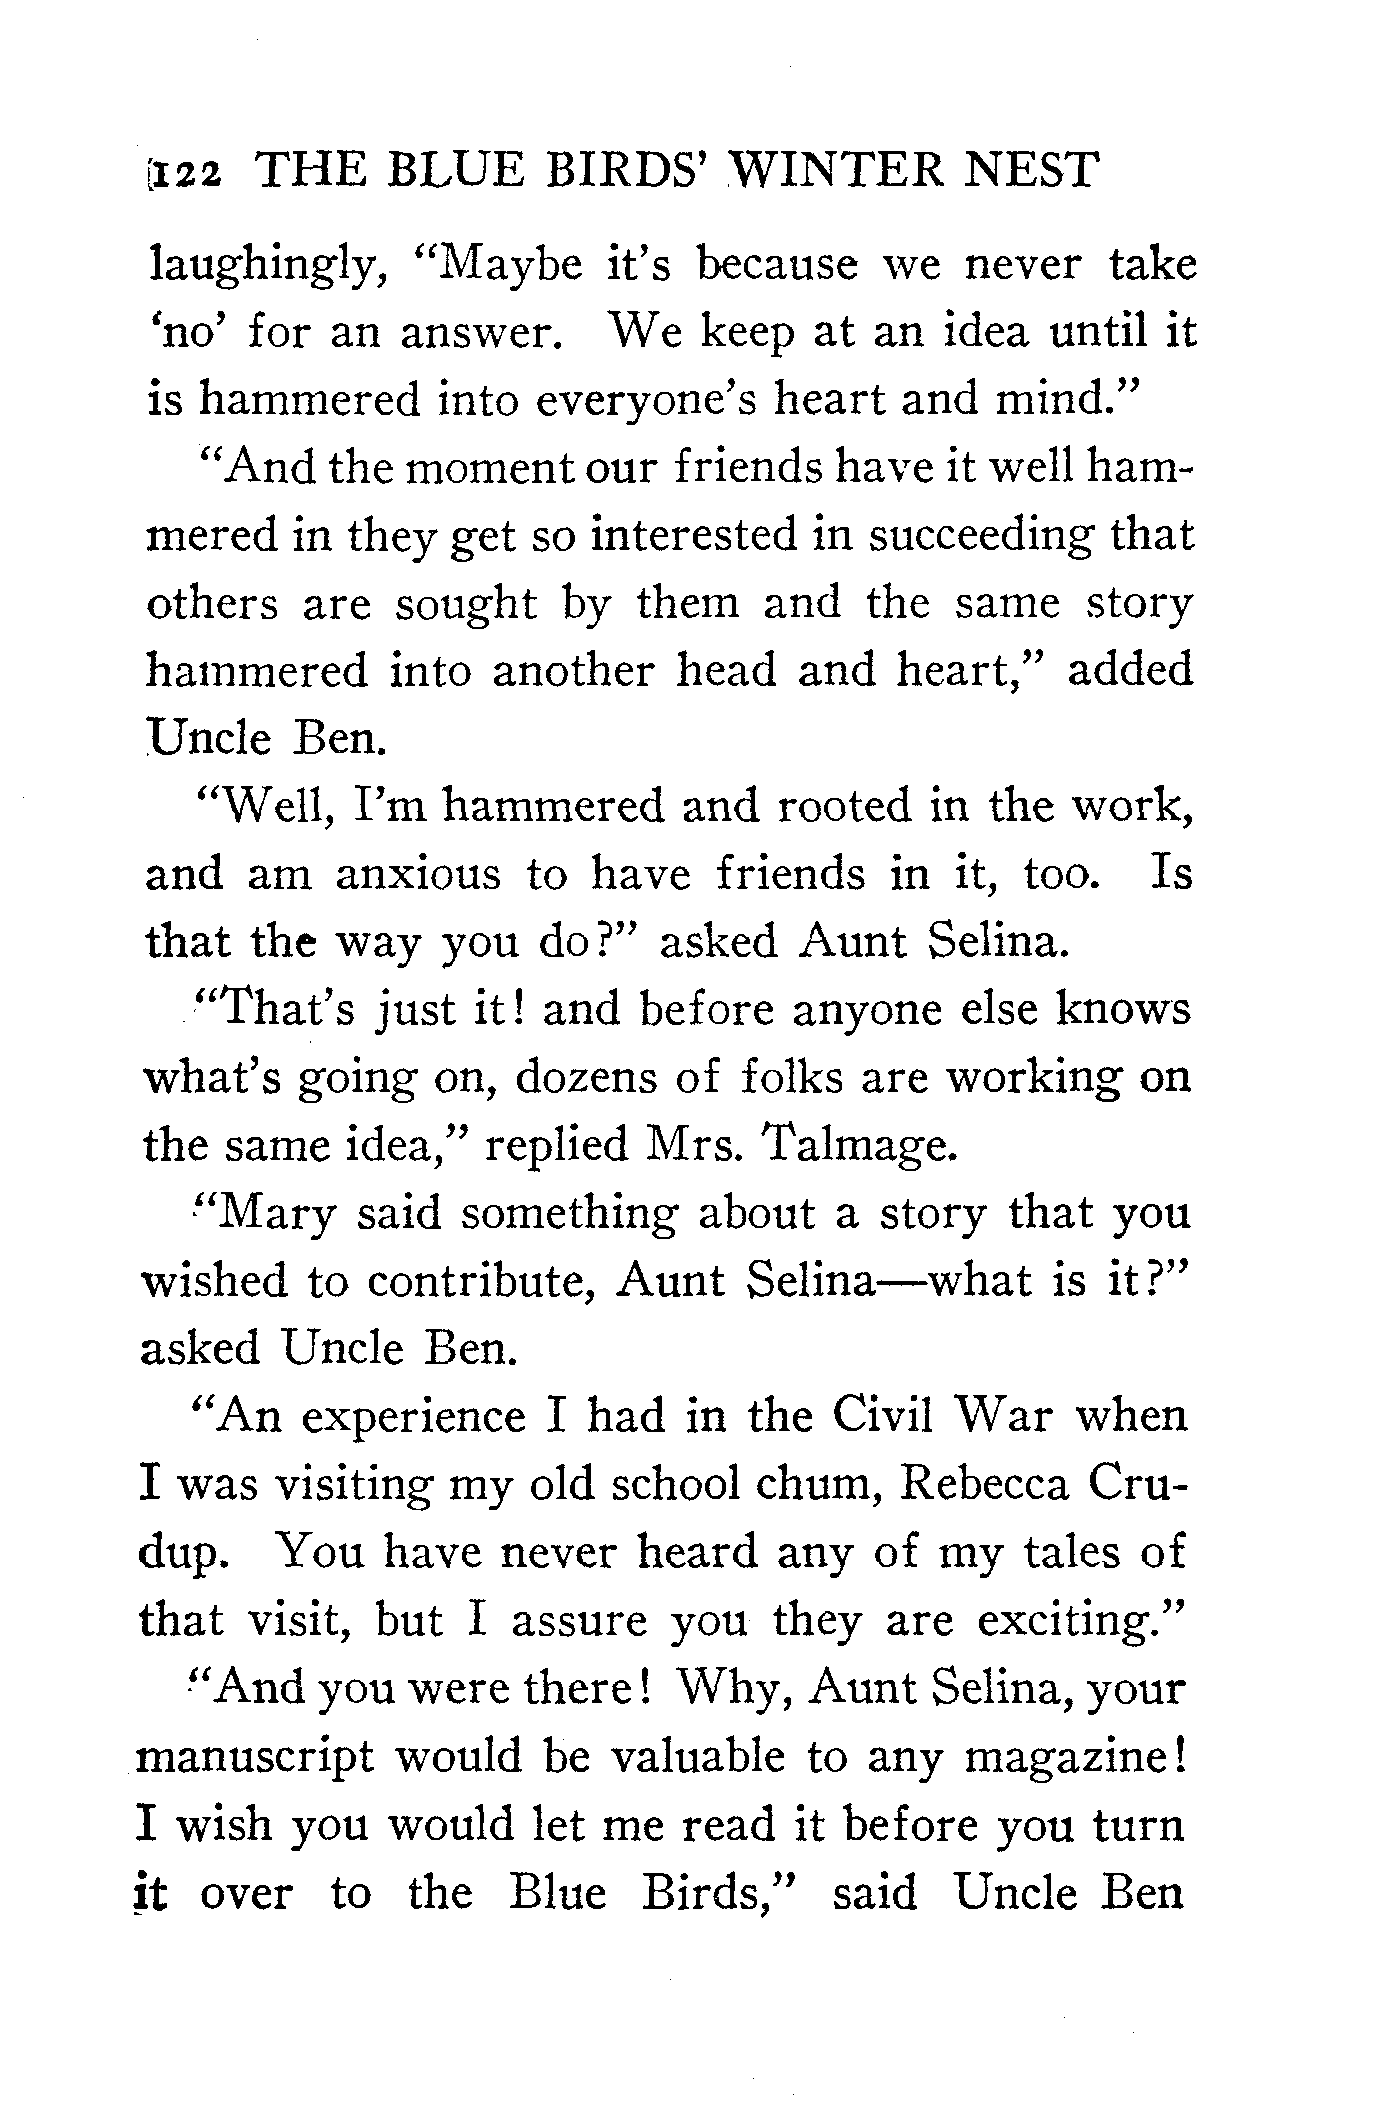 122 THE BLUE BIRDS' WINTER NEST
laughingly, "Maybe it's because we never take
'no' for an answer. We keep at an idea until it
is hammered into everyone's heart and mind."
"And the moment our friends have it well ham-
mered in they get so interested in succeeding that
others are sought by them and the same story
hammered into another head and heart," added
Uncle Ben.
"Well, I'm hammered and rooted in the work,
and am anxious to have friends in it, too. Is
that the way you do?" asked Aunt Selina.
"That's just it! and before anyone else knows
what's going on, dozens of folks are working on
the same idea," replied Mrs. Talmage.
"Mary said something about a story that you
wished to contribute, Aunt Selina—what is it?"
asked Uncle Ben.
"An experience I had in the Civil War when
I was visiting my old school chum, Rebecca Cru-
dup. You have never heard any of my tales of
that visit, but I assure you they are exciting."
"And you were there! Why, Aunt Selina, your
manuscript would be valuable to any magazine!
I wish you would let me read it before you turn
it over to the Blue Birds," said Uncle Ben